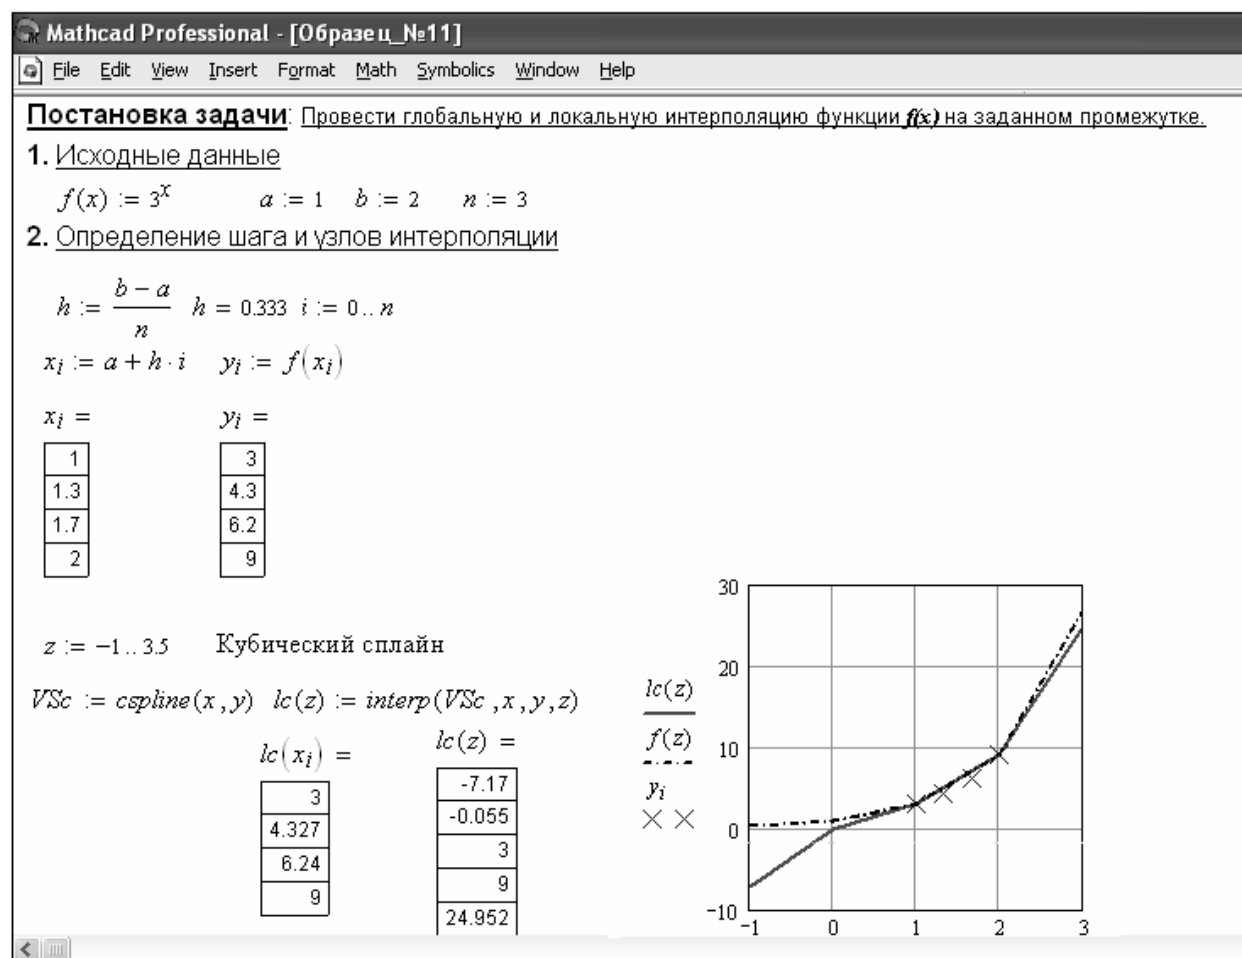 Mathcad Professional - [Образец_№11]
File Edit View Insert Format Math Symbolics Window Help
Постановка задачи: Провести глобальную и локальную интерполяцию функции f(x) на заданном промежутке.
1. Исходные данные
f(x) := 3^x a := 1 b := 2 n := 3
2. Определение шага и узлов интерполяции
h := (b − a)/n h = 0.333 i := 0 .. n
x_i := a + h · i y_i := f(x_i)
x_i = y_i =
1 3
1.3 4.3
1.7 6.2
2 9
z := −1 .. 3.5 Кубический сплайн
VSc := cspline(x, y) lc(z) := interp(VSc, x, y, z)
lc(x_i) =
3
4.327
6.24
9
lc(z) =
-7.17
-0.055
3
9
24.952
lc(z)
f(z)
y_i
30
20
10
0
−10
−1 0 1 2 3